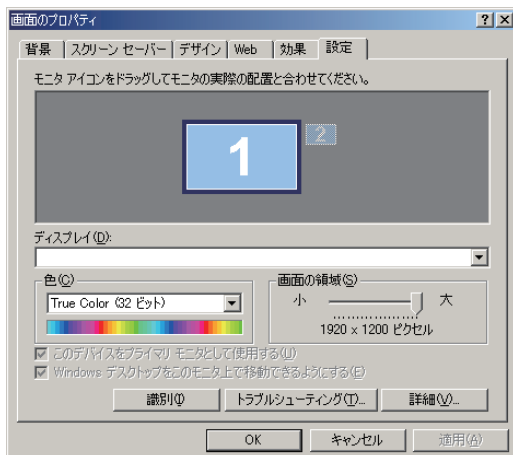 画面のプロパティ
背景 スクリーン セーバー デザイン Web 効果 設定
モニタ アイコンをドラッグしてモニタの実際の配置と合わせてください。
1 2
ディスプレイ(D):
色(C)
True Color (32 ビット)
画面の領域(S)
小 大
1920 x 1200 ピクセル
このデバイスをプライマリ モニタとして使用する(U)
Windows デスクトップをこのモニタ上で移動できるようにする(E)
識別(I) トラブルシューティング(T)... 詳細(V)...
OK キャンセル 適用(A)